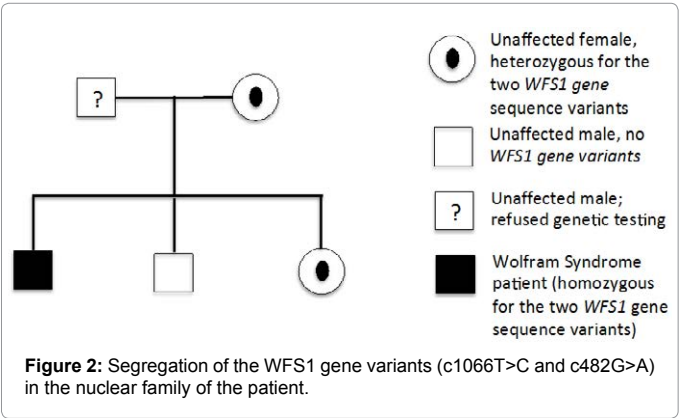 ?
Unaffected female,
heterozygous for the
two WFS1 gene
sequence variants
Unaffected male, no
WFS1 gene variants
?
Unaffected male;
refused genetic testing
Wolfram Syndrome
patient (homozygous
for the two WFS1 gene
sequence variants)
Figure 2: Segregation of the WFS1 gene variants (c1066T>C and c482G>A)
in the nuclear family of the patient.